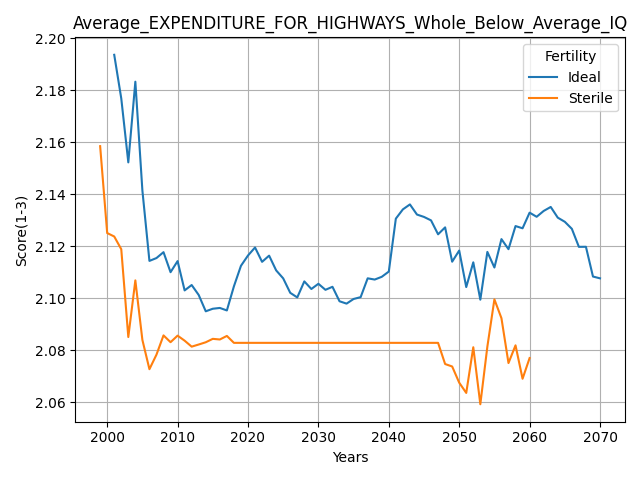 Average_EXPENDITURE_FOR_HIGHWAYS_Whole_Below_Average_IQ
Fertility
Ideal
Sterile
Score(1-3)
2.20
2.18
2.16
2.14
2.12
2.10
2.08
2.06
2000 2010 2020 2030 2040 2050 2060 2070
Years